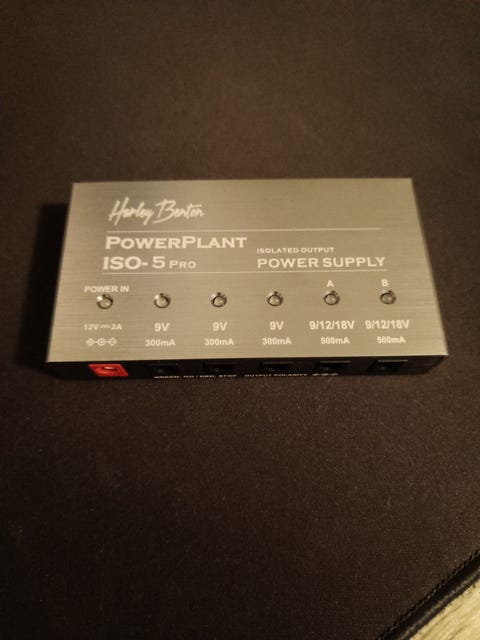 Harley Benton
POWERPLANT
ISO-5 PRO
ISOLATED OUTPUT
POWER SUPPLY
POWER IN
A
B
12V⎓2A
9V
9V
9V
9/12/18V
9/12/18V
300mA
300mA
300mA
500mA
500mA
OUTPUT POLARITY